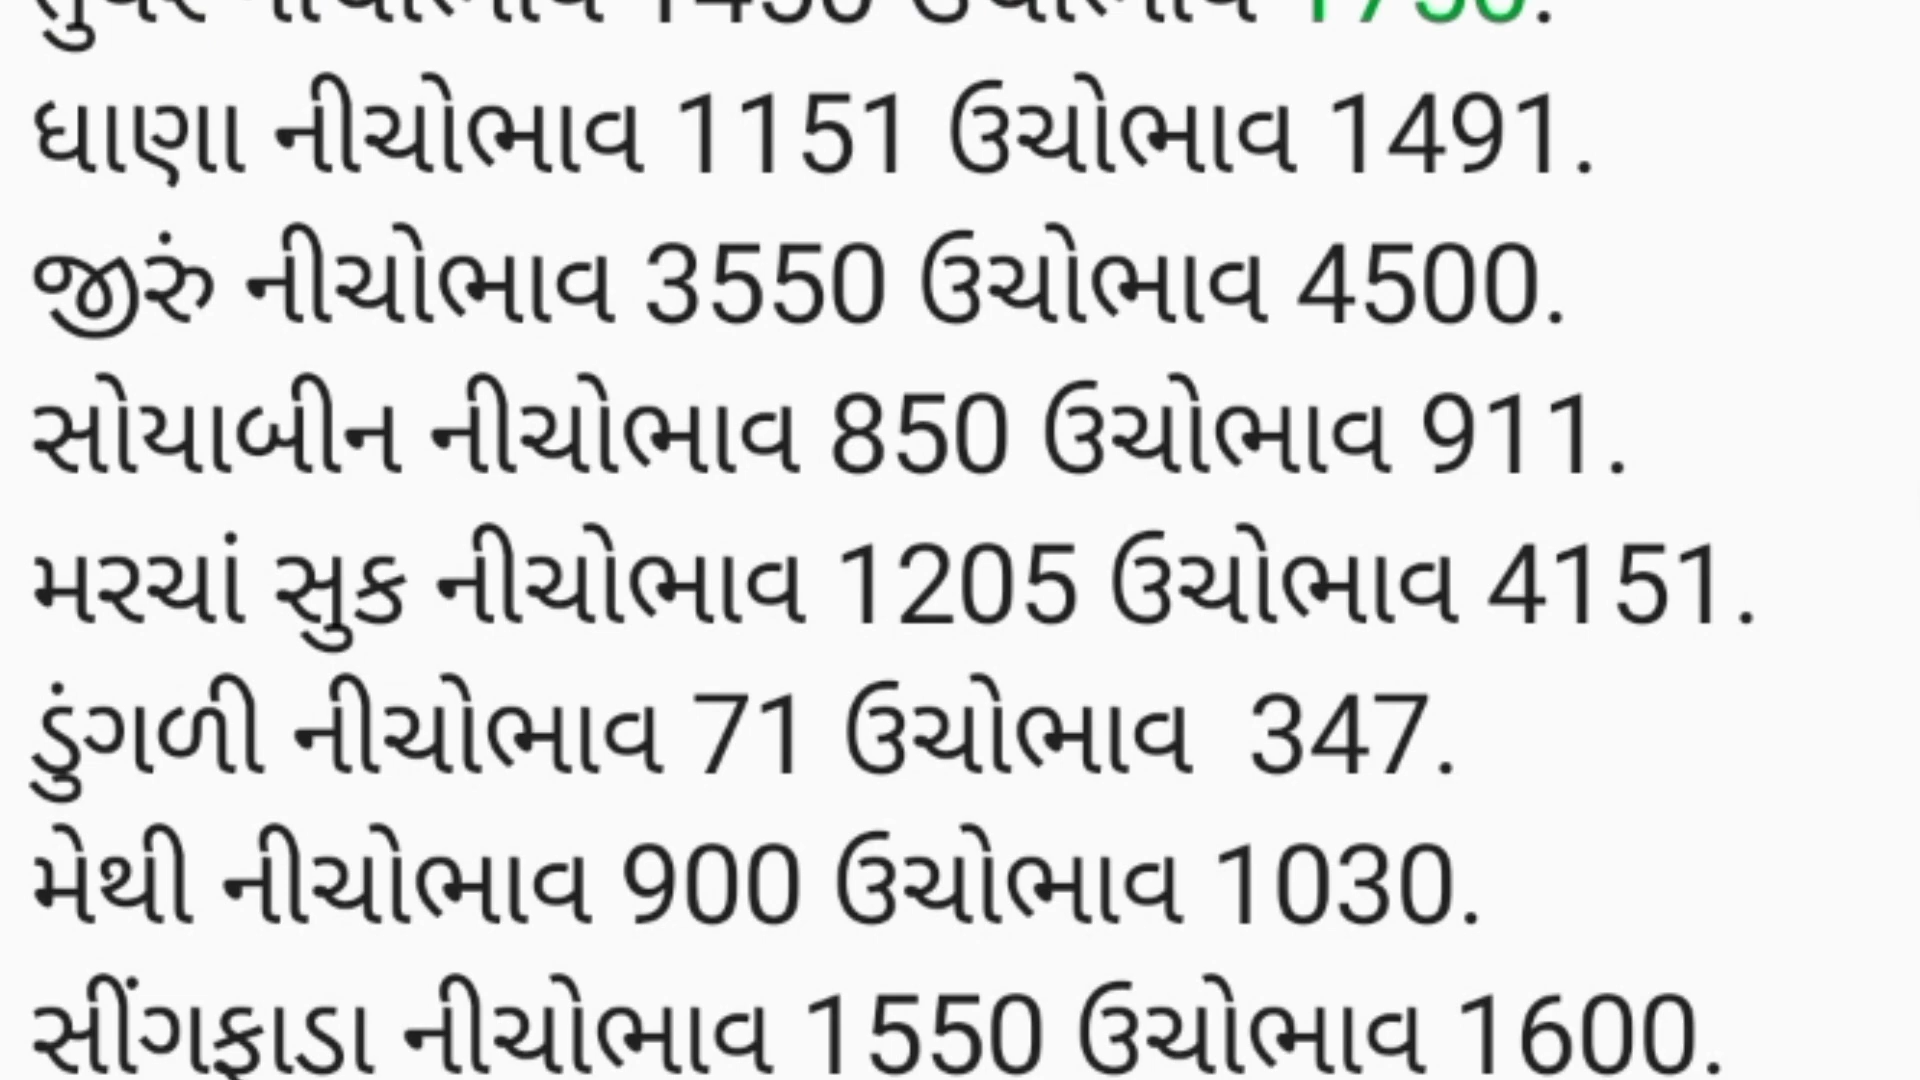 ધાણા નીચોભાવ 1151 ઉચોભાવ 1491.
જીરું નીચોભાવ 3550 ઉચોભાવ 4500.
સોયાબીન નીચોભાવ 850 ઉચોભાવ 911.
મરચાં સુક નીચોભાવ 1205 ઉચોભાવ 4151.
ડુંગળી નીચોભાવ 71 ઉચોભાવ  347.
મેથી નીચોભાવ 900 ઉચોભાવ 1030.
સીંગફાડા નીચોભાવ 1550 ઉચોભાવ 1600.